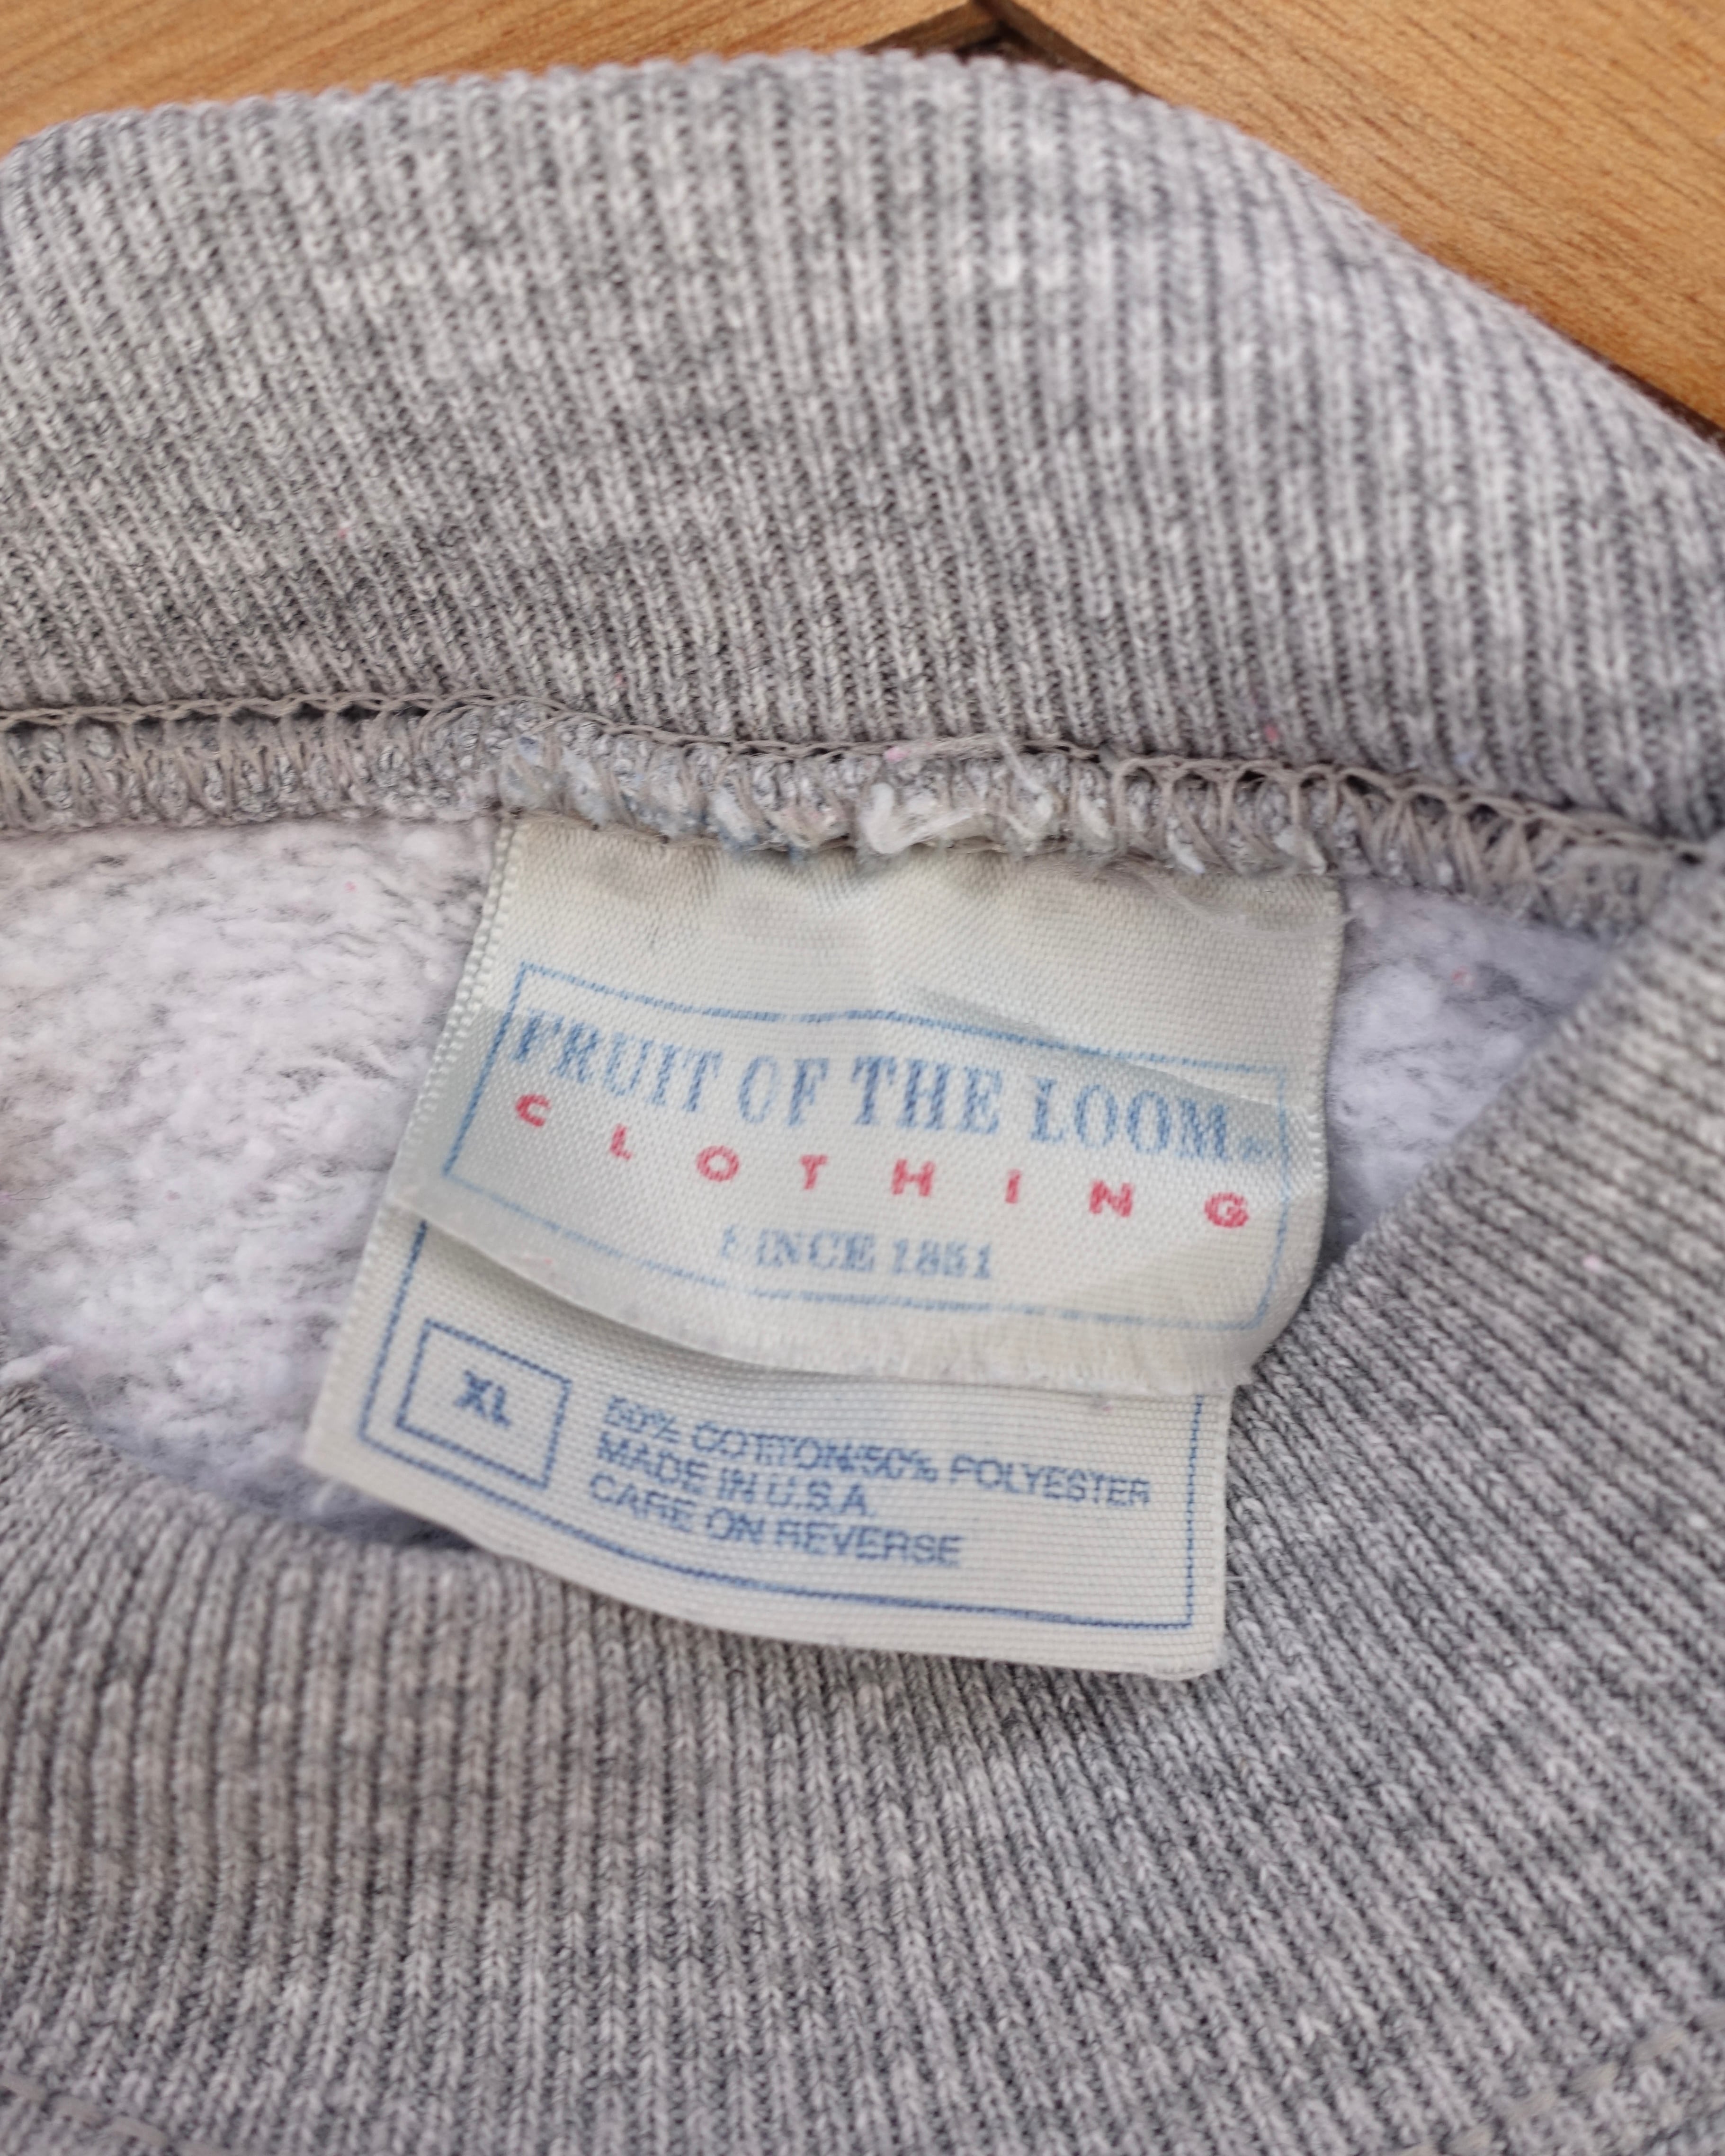 FRUIT OF THE LOOM®
CLOTHING
SINCE 1851
XL
50% COTTON/50% POLYESTER
MADE IN U.S.A.
CARE ON REVERSE